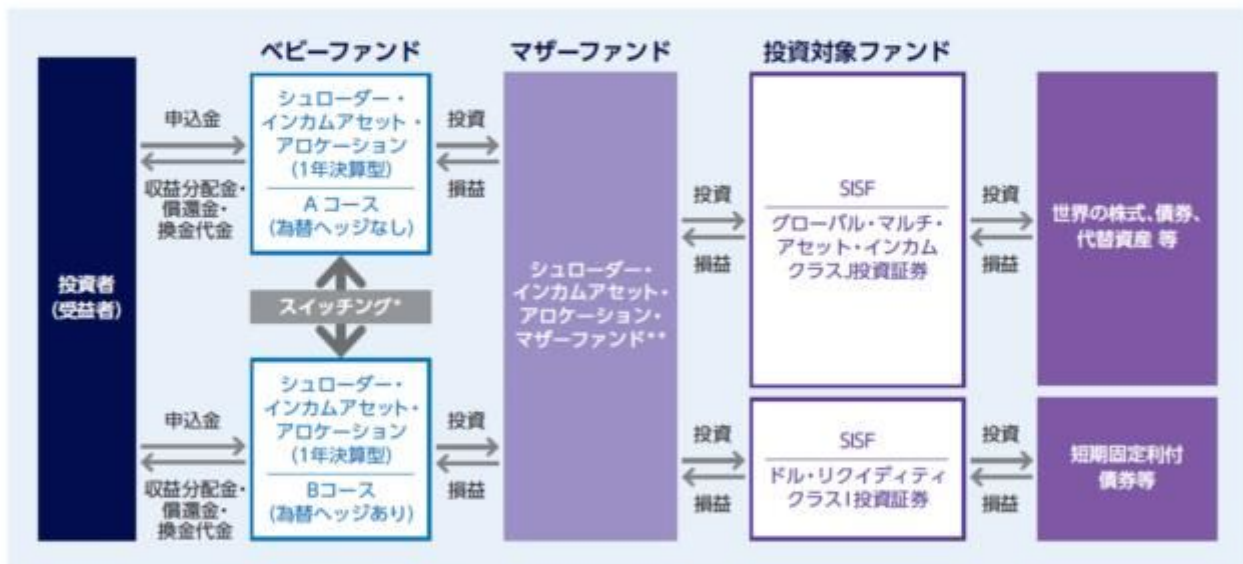 ベビーファンド
マザーファンド
投資対象ファンド
投資者
(受益者)
申込金
収益分配金・
償還金・
換金代金
シュローダー・
インカムアセット・
アロケーション
(1年決算型)
A コース
(為替ヘッジなし)
投資
損益
スイッチング*
申込金
収益分配金・
償還金・
換金代金
シュローダー・
インカムアセット・
アロケーション
(1年決算型)
Bコース
(為替ヘッジあり)
投資
損益
シュローダー・
インカムアセット・
アロケーション・
マザーファンド**
投資
損益
SISF
グローバル・マルチ・
アセット・インカム
クラスJ投資証券
投資
損益
世界の株式、債券、
代替資産 等
投資
損益
SISF
ドル・リクイディティ
クラスI投資証券
投資
損益
短期固定利付
債券等